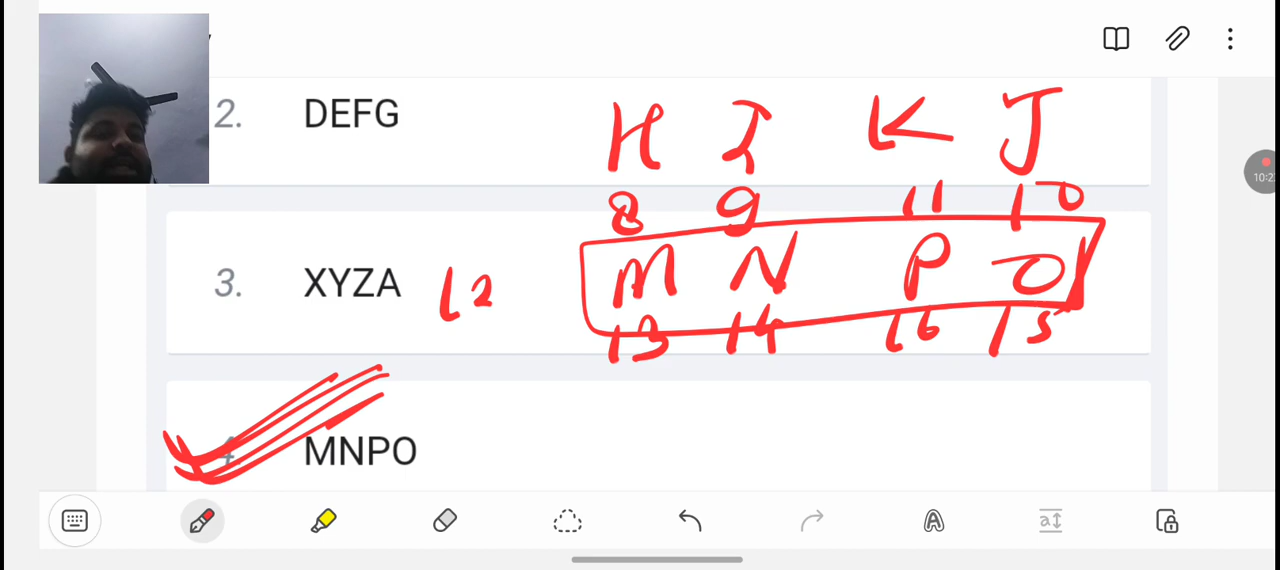 2. DEFG
H I K J
8 9 11 10
3. XYZA 12 M N P O
13 14 16 15
4. MNPO